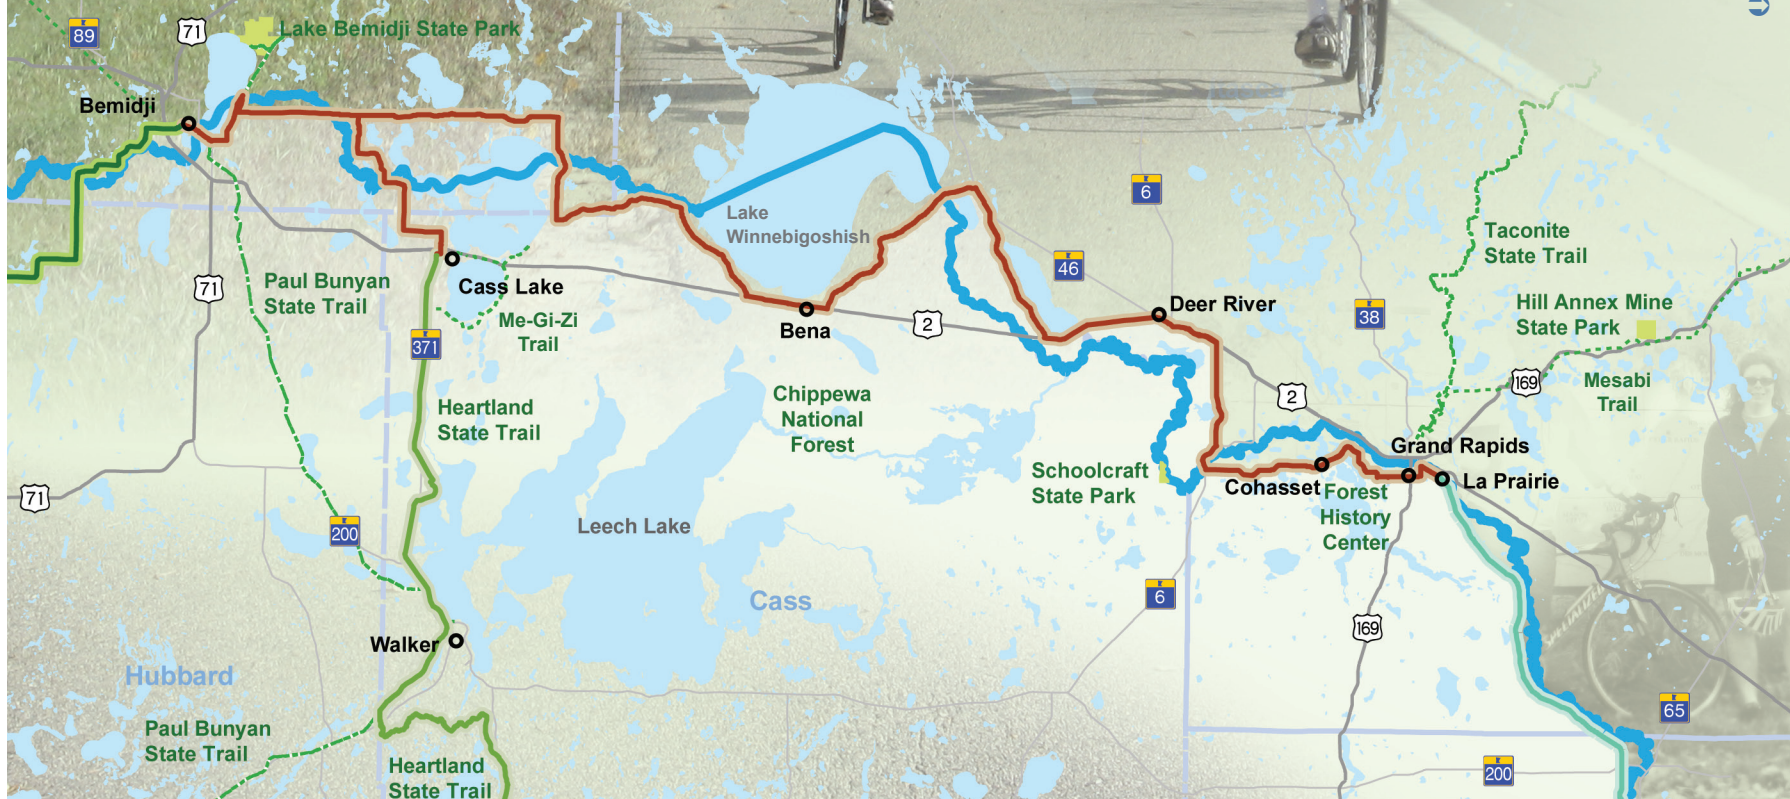 89
71
Lake Bemidji State Park
Bemidji
Lake
Winnebigoshish
6
Taconite
State Trail
71
Paul Bunyan
State Trail
Cass Lake
46
Hill Annex Mine
State Park
Deer River
38
Me-Gi-Zi
Trail
371
Bena
2
169
Mesabi
Trail
2
Chippewa
National
Forest
Heartland
State Trail
Grand Rapids
Schoolcraft
State Park
Cohasset
La Prairie
Forest
History
Center
71
200
Leech Lake
Cass
6
169
Walker
Hubbard
65
Paul Bunyan
State Trail
Heartland
State Trail
200